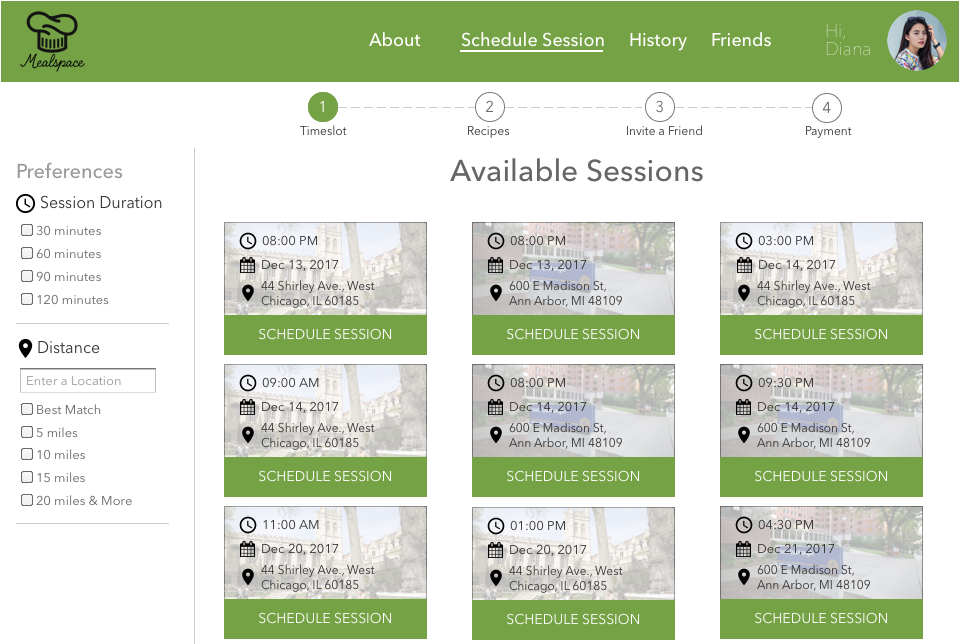 Mealspace
About
Schedule Session
History
Friends
Hi,
Diana
1
2
3
4
Timeslot
Recipes
Invite a Friend
Payment
Preferences
Session Duration
30 minutes
60 minutes
90 minutes
120 minutes
Distance
Enter a Location
Best Match
5 miles
10 miles
15 miles
20 miles & More
Available Sessions
08:00 PM
Dec 13, 2017
44 Shirley Ave., West
Chicago, IL 60185
SCHEDULE SESSION
08:00 PM
Dec 13, 2017
600 E Madison St,
Ann Arbor, MI 48109
SCHEDULE SESSION
03:00 PM
Dec 14, 2017
44 Shirley Ave., West
Chicago, IL 60185
SCHEDULE SESSION
09:00 AM
Dec 14, 2017
44 Shirley Ave., West
Chicago, IL 60185
SCHEDULE SESSION
08:00 PM
Dec 14, 2017
600 E Madison St,
Ann Arbor, MI 48109
SCHEDULE SESSION
09:30 PM
Dec 14, 2017
600 E Madison St,
Ann Arbor, MI 48109
SCHEDULE SESSION
11:00 AM
Dec 20, 2017
44 Shirley Ave., West
Chicago, IL 60185
SCHEDULE SESSION
01:00 PM
Dec 20, 2017
44 Shirley Ave., West
Chicago, IL 60185
SCHEDULE SESSION
04:30 PM
Dec 21, 2017
600 E Madison St,
Ann Arbor, MI 48109
SCHEDULE SESSION